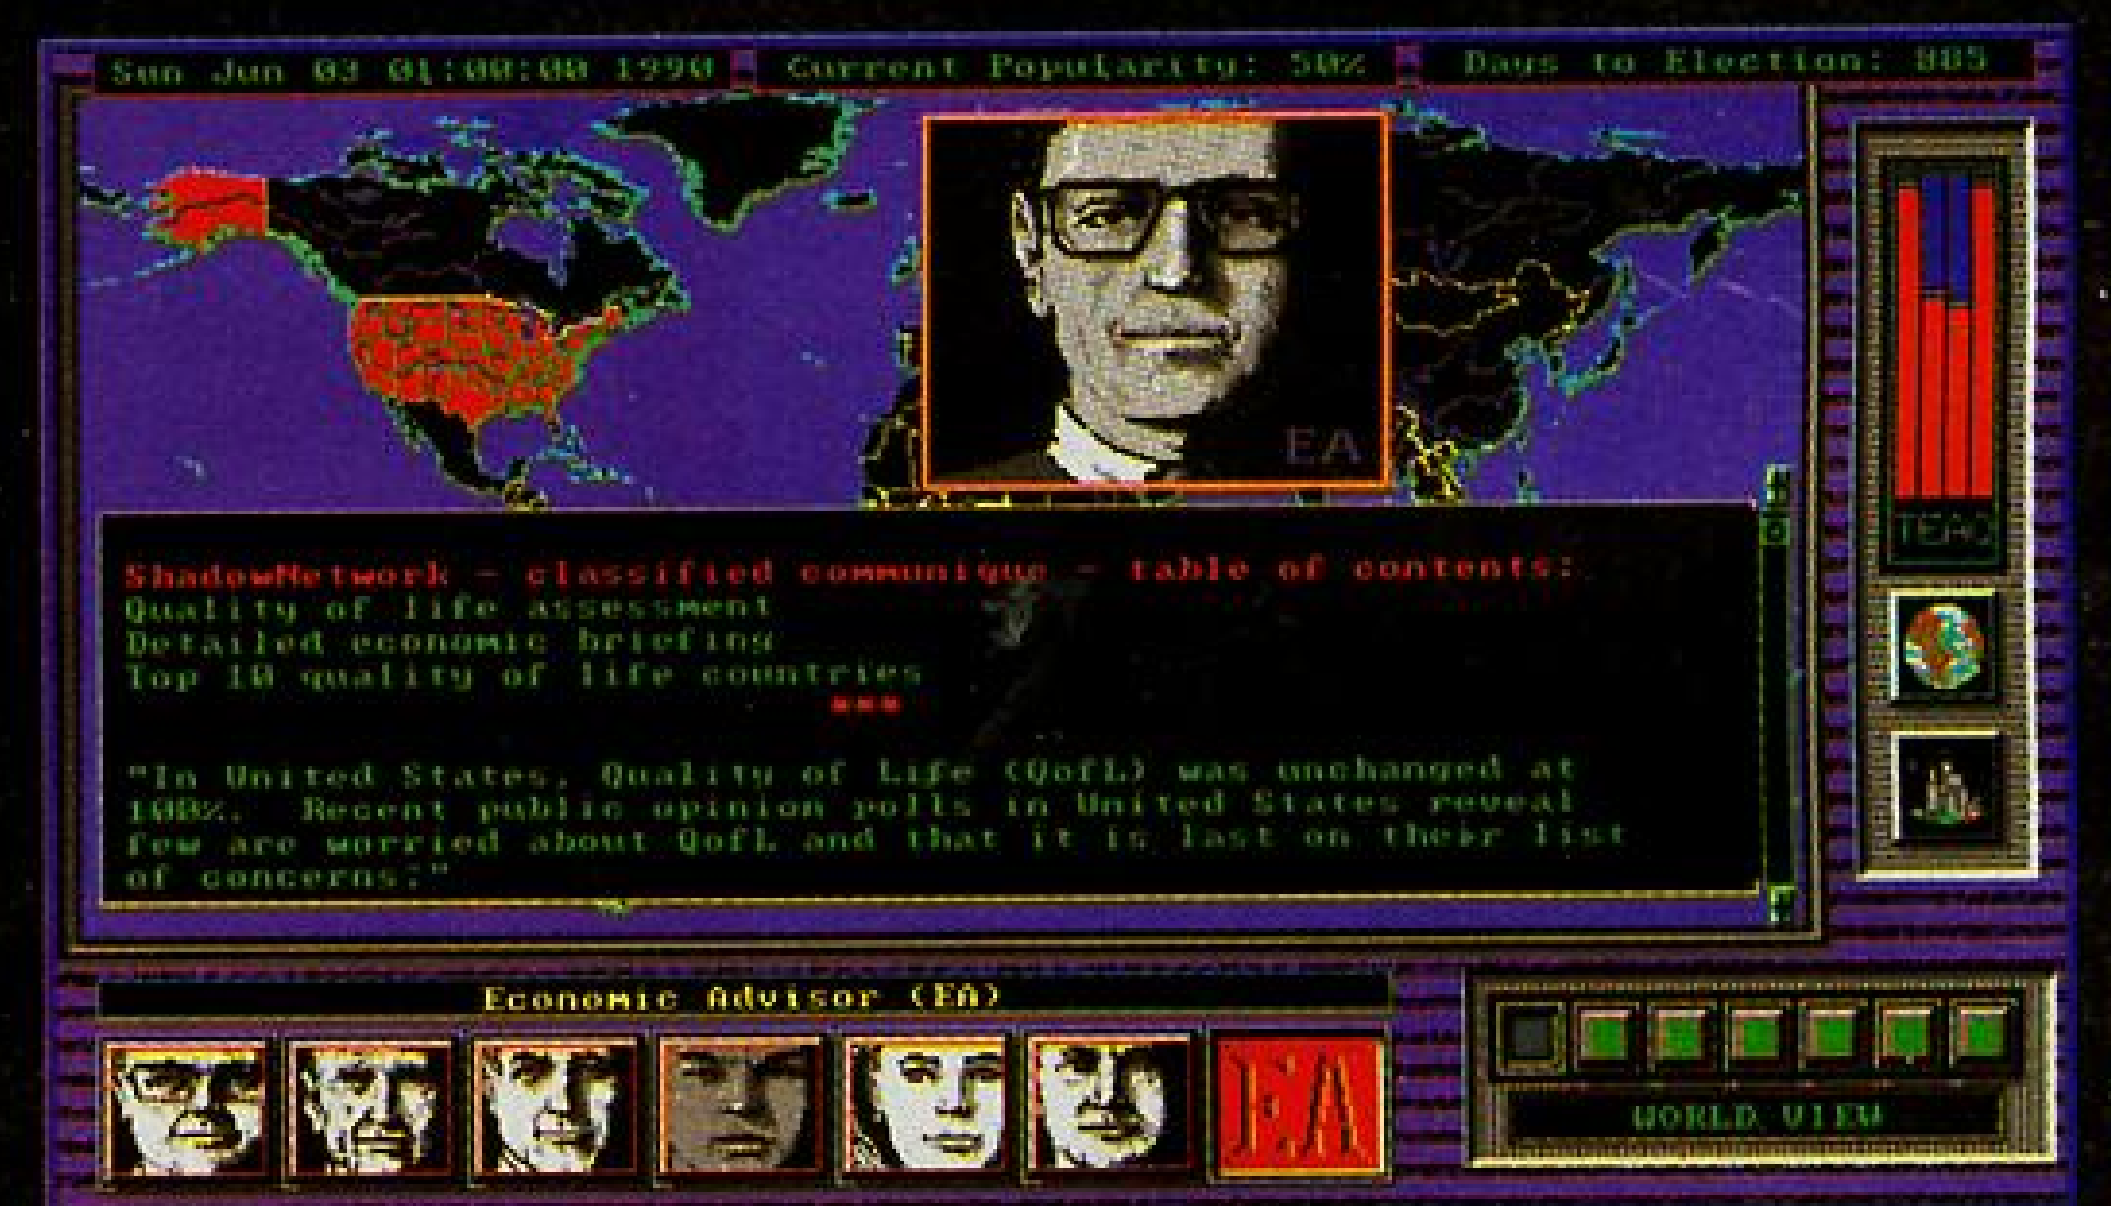 Sun Jun 03 01:00:00 1990
Current Popularity: 50%
Days to Election: 885
EA
ShadowNetwork - classified communique - table of contents:
Quality of life assessment
Detailed economic briefing
Top 10 quality of life countries
***
"In United States, Quality of Life (QofL) was unchanged at
100%. Recent public opinion polls in United States reveal
few are worried about QofL and that it is last on their list
of concerns:"
Economic Advisor (EA)
EA
WORLD VIEW